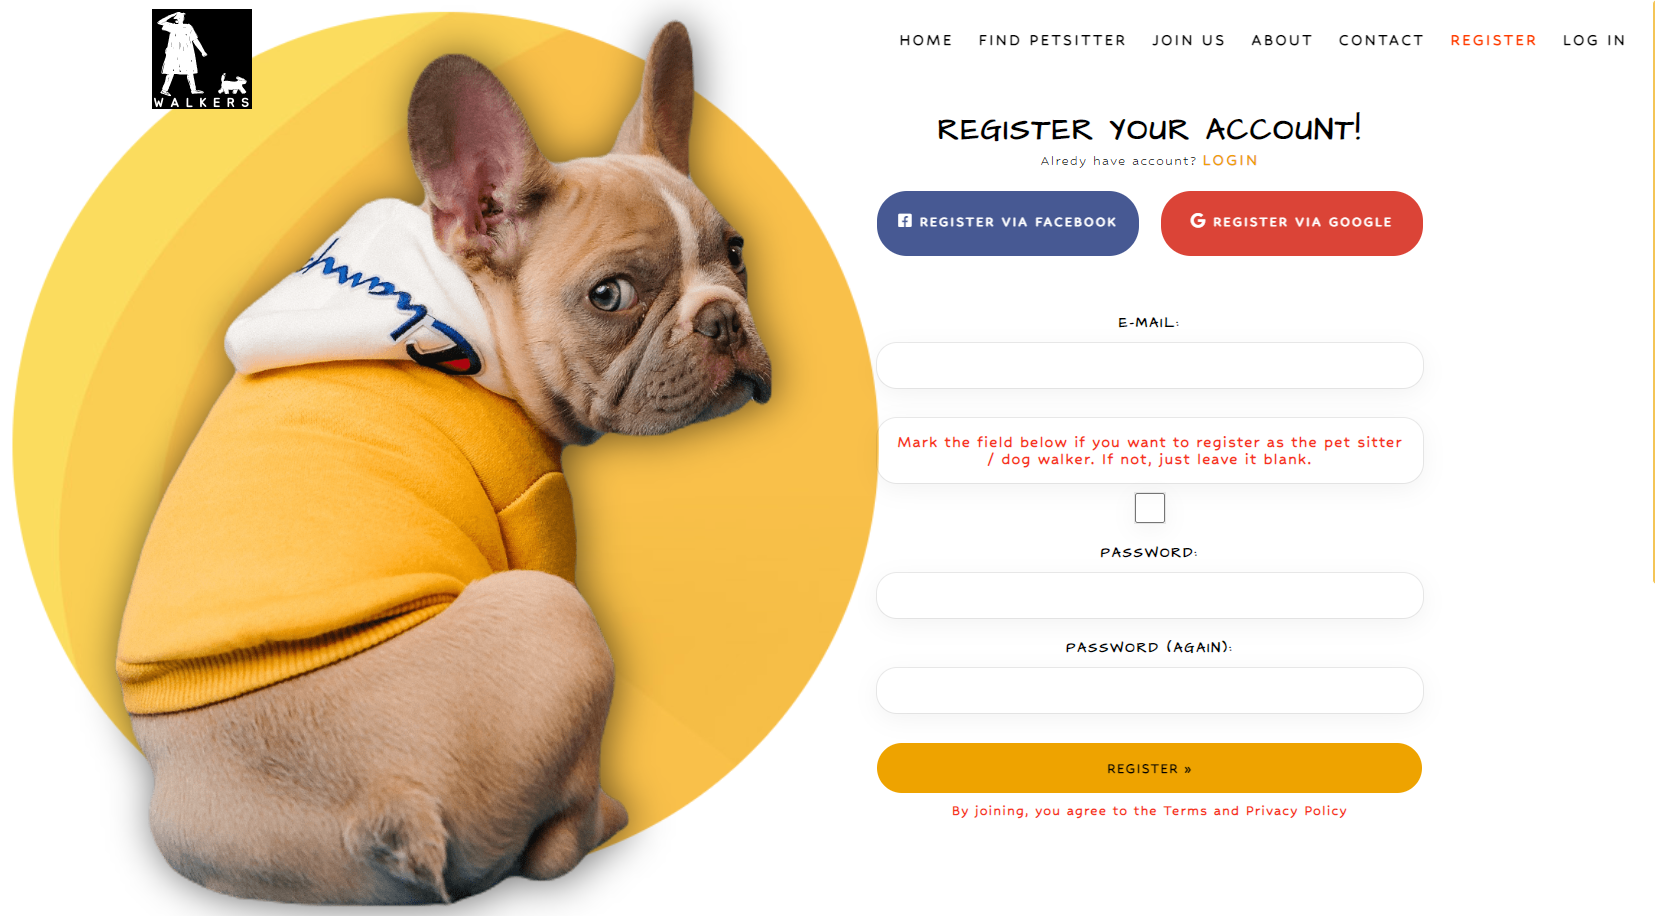 WALKERS
HOME FIND PETSITTER JOIN US ABOUT CONTACT REGISTER LOG IN
REGISTER YOUR ACCOUNT!
Alredy have account? LOGIN
REGISTER VIA FACEBOOK
G REGISTER VIA GOOGLE
Champ
E-MAIL:
Mark the field below if you want to register as the pet sitter
/ dog walker. If not, just leave it blank.
PASSWORD:
PASSWORD (AGAIN):
REGISTER »
By joining, you agree to the Terms and Privacy Policy